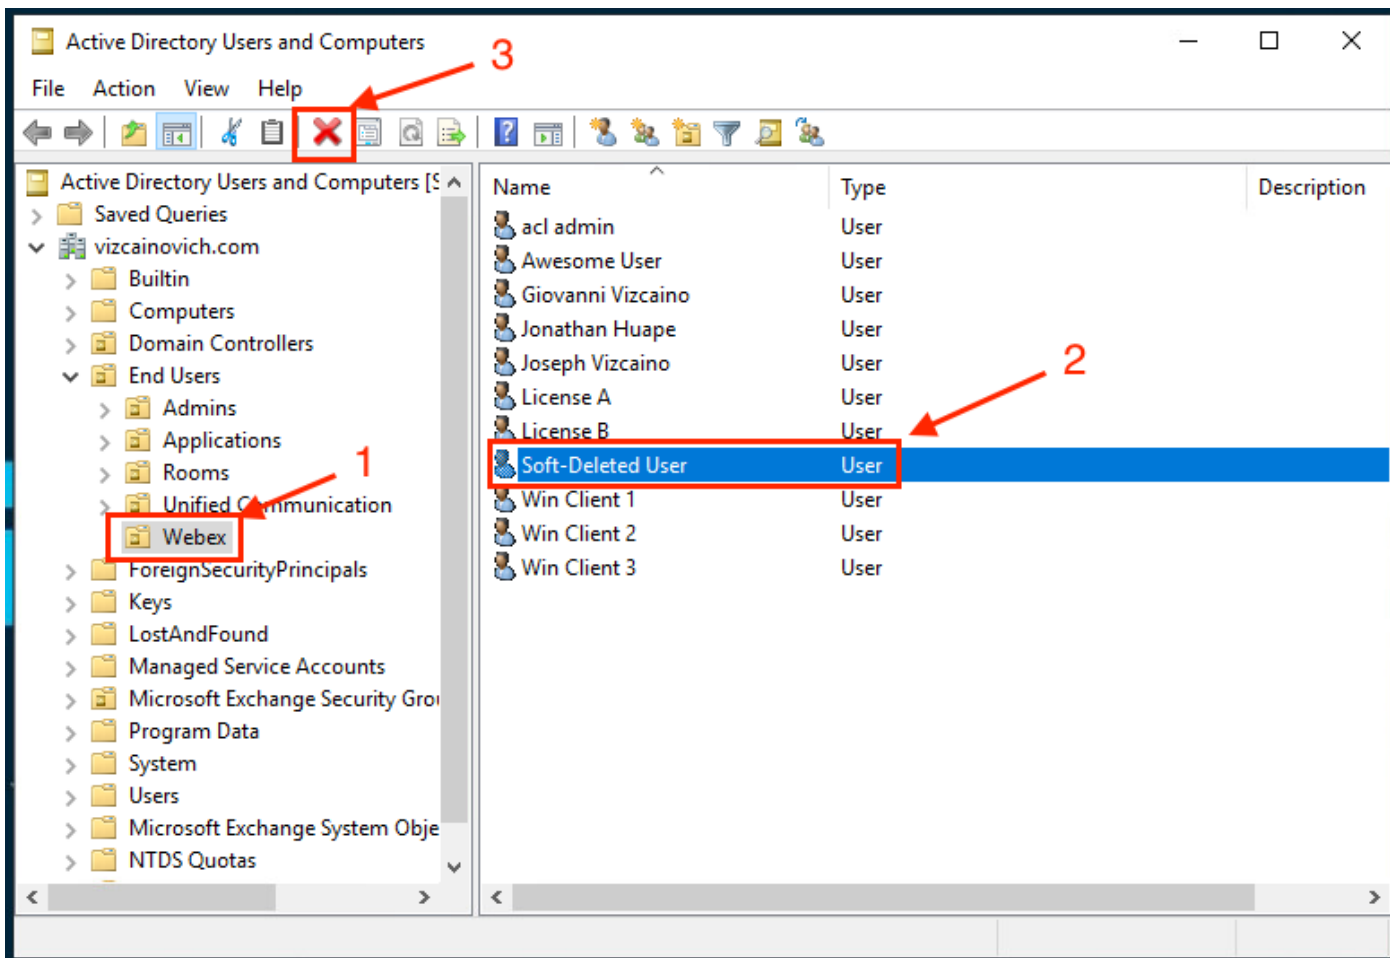 Active Directory Users and Computers
3
File Action View Help
Active Directory Users and Computers [S
Saved Queries
vizcainovich.com
Builtin
Computers
Domain Controllers
End Users
Admins
Applications
Rooms
1
Unified Communication
Webex
ForeignSecurityPrincipals
Keys
LostAndFound
Managed Service Accounts
Microsoft Exchange Security Grou
Program Data
System
Users
Microsoft Exchange System Obje
NTDS Quotas
Name Type Description
acl admin User
Awesome User User
Giovanni Vizcaino User
Jonathan Huape User
Joseph Vizcaino User
2
License A User
License B User
Soft-Deleted User User
Win Client 1 User
Win Client 2 User
Win Client 3 User